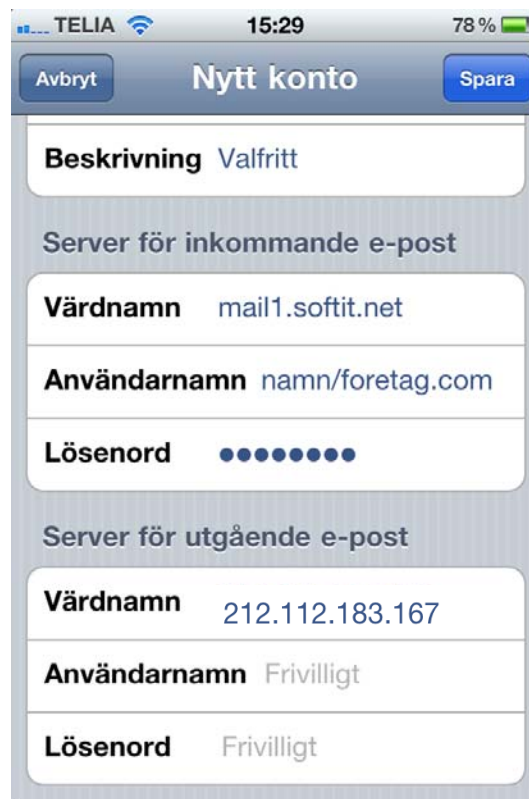 TELIA 15:29 78 %
Avbryt Nytt konto Spara
Beskrivning Valfritt
Server för inkommande e-post
Värdnamn mail1.softit.net
Användarnamn namn/foretag.com
Lösenord ●●●●●●●●
Server för utgående e-post
Värdnamn 212.112.183.167
Användarnamn Frivilligt
Lösenord Frivilligt